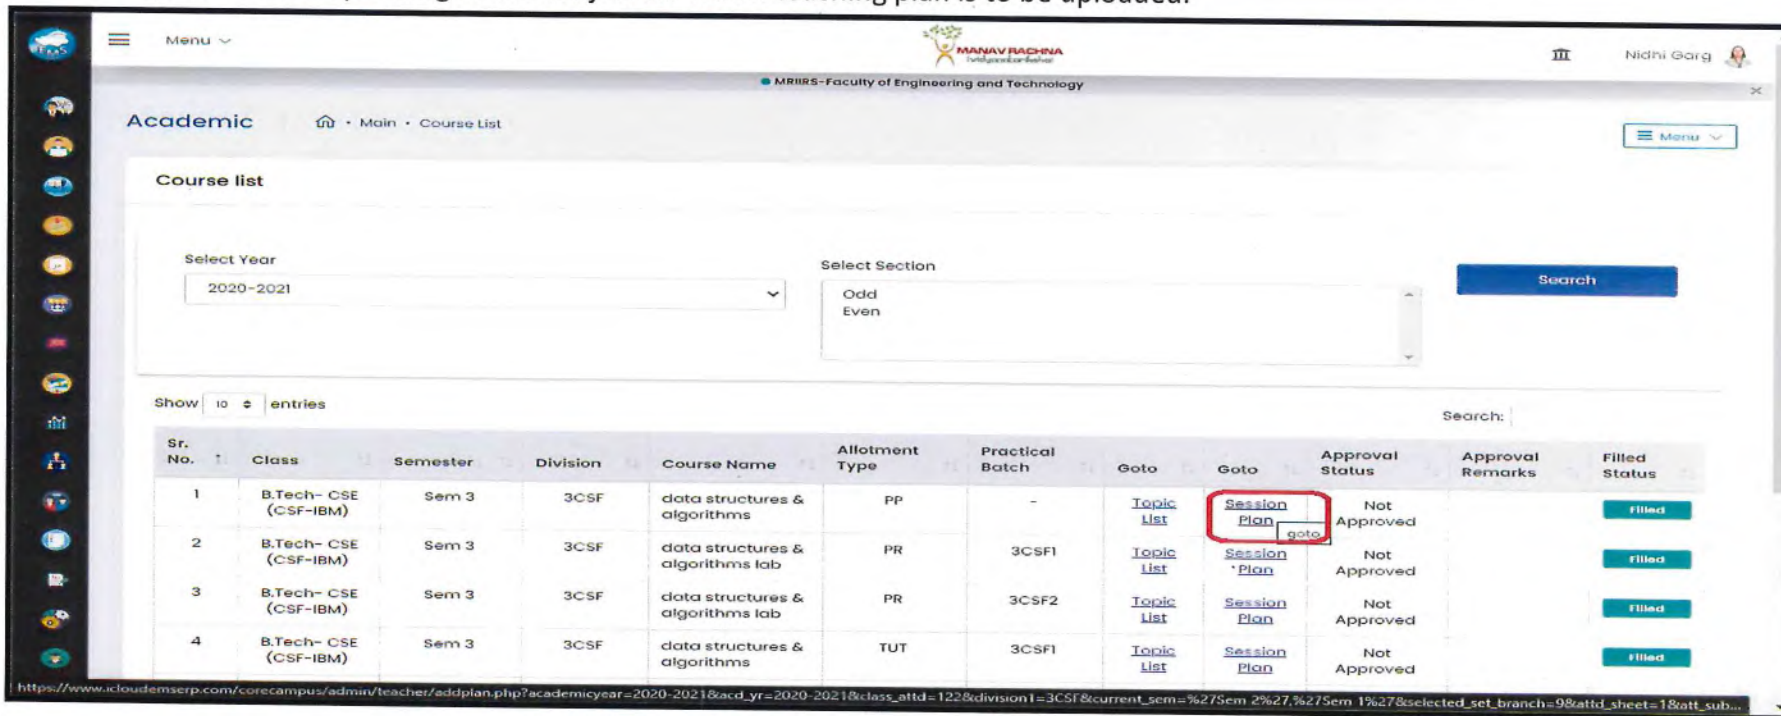 plan is to be uploaded.
Menu
MANAV RACHNA
Nidhi Garg
MRIIRS-Faculty of Engineering and Technology
Academic • Main • Course List
Menu
Course list
Select Year
Select Section
2020-2021
Odd
Even
Search
Show 10 entries
Search:
Sr. No. Class Semester Division Course Name Allotment Type Practical Batch Goto Goto Approval Status Approval Remarks Filled Status
1 B.Tech- CSE (CSF-IBM) Sem 3 3CSF data structures & algorithms PP - Topic List Session Plan Not Approved Filled
goto
2 B.Tech- CSE (CSF-IBM) Sem 3 3CSF data structures & algorithms lab PR 3CSF1 Topic List Session Plan Not Approved Filled
3 B.Tech- CSE (CSF-IBM) Sem 3 3CSF data structures & algorithms lab PR 3CSF2 Topic List Session Plan Not Approved Filled
4 B.Tech- CSE (CSF-IBM) Sem 3 3CSF data structures & algorithms TUT 3CSF1 Topic List Session Plan Not Approved Filled
https://www.icloudemserp.com/corecampus/admin/teacher/addplan.php?academicyear=2020-2021&acd_yr=2020-2021&class_attd=122&division1=3CSF&current_sem=%27Sem 2%27,%27Sem 1%27&selected_set_branch=9&attd_sheet=1&att_sub...